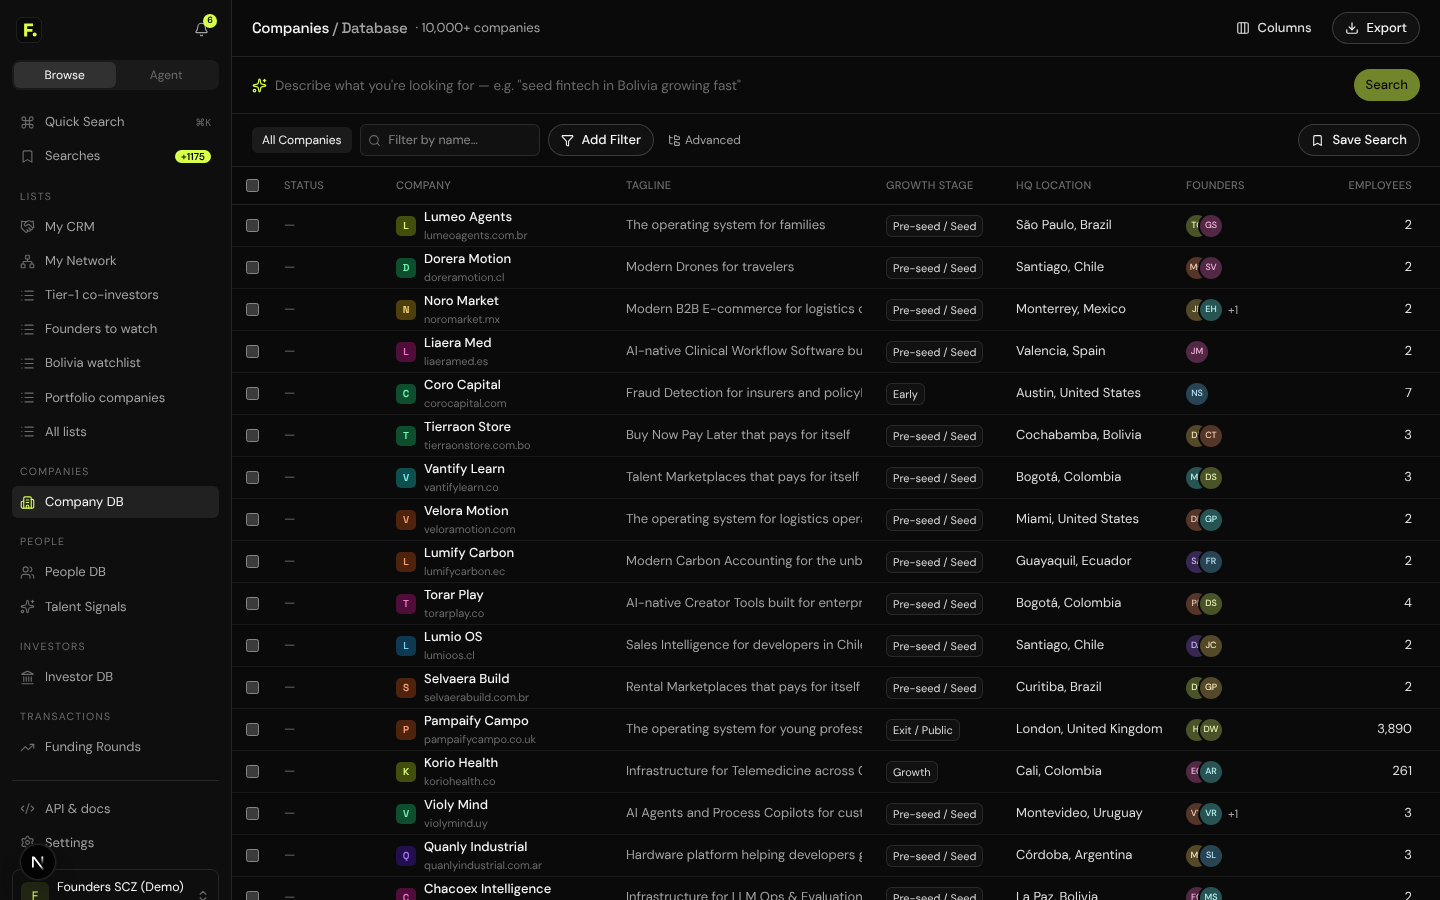 F.
6
Browse
Agent
Quick Search ⌘K
Searches +1175
LISTS
My CRM
My Network
Tier-1 co-investors
Founders to watch
Bolivia watchlist
Portfolio companies
All lists
COMPANIES
Company DB
PEOPLE
People DB
Talent Signals
INVESTORS
Investor DB
TRANSACTIONS
Funding Rounds
API & docs
Settings
N
F Founders SCZ (Demo)
Companies / Database · 10,000+ companies
Columns
Export
Describe what you're looking for — e.g. "seed fintech in Bolivia growing fast"
Search
All Companies
Filter by name...
Add Filter
Advanced
Save Search
STATUS COMPANY TAGLINE GROWTH STAGE HQ LOCATION FOUNDERS EMPLOYEES
— L Lumeo Agents The operating system for families Pre-seed / Seed São Paulo, Brazil GS 2
lumeoagents.com.br
— D Dorera Motion Modern Drones for travelers Pre-seed / Seed Santiago, Chile SV 2
doreramotion.cl
— N Noro Market Modern B2B E-commerce for logistics Pre-seed / Seed Monterrey, Mexico EH +1 2
noromarket.mx
— L Liaera Med AI-native Clinical Workflow Software bu Pre-seed / Seed Valencia, Spain JM 2
liaeramed.es
— C Coro Capital Fraud Detection for insurers and policyl Early Austin, United States NS 7
corocapital.com
— T Tierraon Store Buy Now Pay Later that pays for itself Pre-seed / Seed Cochabamba, Bolivia D CT 3
tierraonstore.com.bo
— V Vantify Learn Talent Marketplaces that pays for itself Pre-seed / Seed Bogotá, Colombia M DS 3
vantifylearn.co
— V Velora Motion The operating system for logistics oper Pre-seed / Seed Miami, United States D GP 2
veloramotion.com
— L Lumify Carbon Modern Carbon Accounting for the unb Pre-seed / Seed Guayaquil, Ecuador S FR 2
lumifycarbon.ec
— T Torar Play AI-native Creator Tools built for enterpr Pre-seed / Seed Bogotá, Colombia P DS 4
torarplay.co
— L Lumio OS Sales Intelligence for developers in Chil Pre-seed / Seed Santiago, Chile D JC 2
lumioos.cl
— S Selvaera Build Rental Marketplaces that pays for itself Pre-seed / Seed Curitiba, Brazil D GP 2
selvaerabuild.com.br
— P Pampaify Campo The operating system for young profess Exit / Public London, United Kingdom DW 3,890
pampaifycampo.co.uk
— K Korio Health Infrastructure for Telemedicine across Growth Cali, Colombia AR 261
koriohealth.co
— V Violy Mind AI Agents and Process Copilots for cust Pre-seed / Seed Montevideo, Uruguay V VR +1 3
violymind.uy
— Q Quanly Industrial Hardware platform helping developers Pre-seed / Seed Córdoba, Argentina M SL 3
quanlyindustrial.com.ar
— C Chacoex Intelligence Infrastructure for LLM Ops & Evaluation Pre-seed / Seed La Paz, Bolivia MS 2